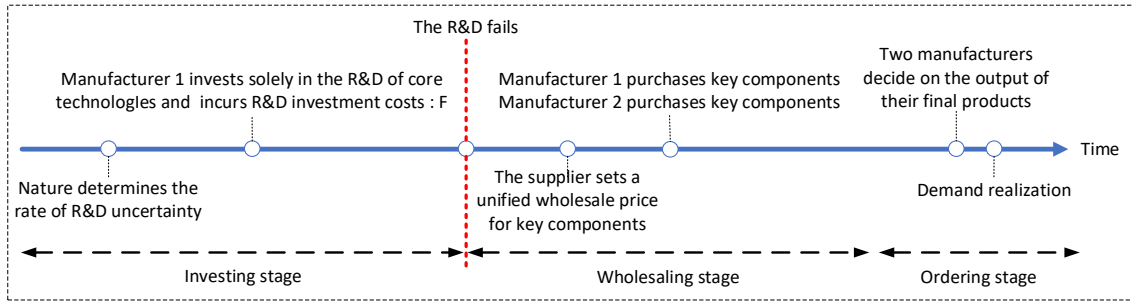 The R&D fails
Manufacturer 1 invests solely in the R&D of core
technologies and incurs R&D investment costs : F
Manufacturer 1 purchases key components
Manufacturer 2 purchases key components
Two manufacturers
decide on the output of
their final products
Time
Nature determines the
rate of R&D uncertainty
The supplier sets a
unified wholesale price
for key components
Demand realization
Investing stage
Wholesaling stage
Ordering stage